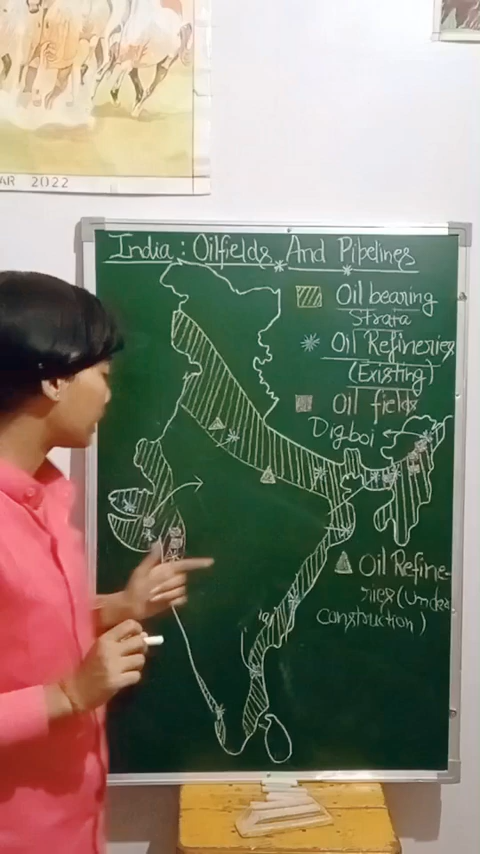 AR 2022
India : Oilfields And Pipelines
Oil bearing
Strata
Oil Refineries
(Existing)
Oil fields
Digboi
Oil Refine-
ries (Under
Construction)